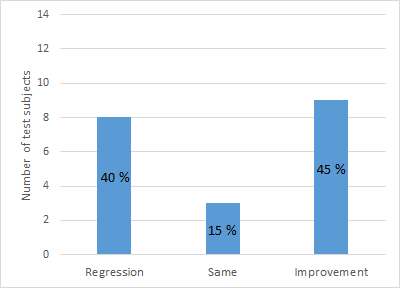 14
12
10
8
6
4
2
0
Number of test subjects
40 %
15 %
45 %
Regression
Same
Improvement